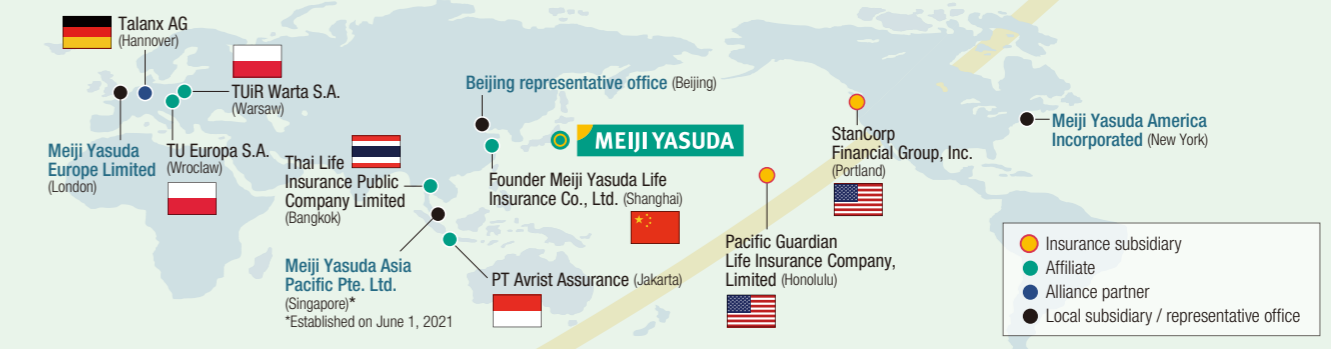 Talanx AG
(Hannover)
TUiR Warta S.A.
(Warsaw)
Meiji Yasuda
Europe Limited
(London)
TU Europa S.A.
(Wroclaw)
Thai Life
Insurance Public
Company Limited
(Bangkok)
Beijing representative office (Beijing)
MEIJI YASUDA
Founder Meiji Yasuda Life
Insurance Co., Ltd. (Shanghai)
Meiji Yasuda Asia
Pacific Pte. Ltd.
(Singapore)*
*Established on June 1, 2021
PT Avrist Assurance (Jakarta)
Pacific Guardian
Life Insurance Company,
Limited (Honolulu)
StanCorp
Financial Group, Inc.
(Portland)
Meiji Yasuda America
Incorporated (New York)
Insurance subsidiary
Affiliate
Alliance partner
Local subsidiary / representative office